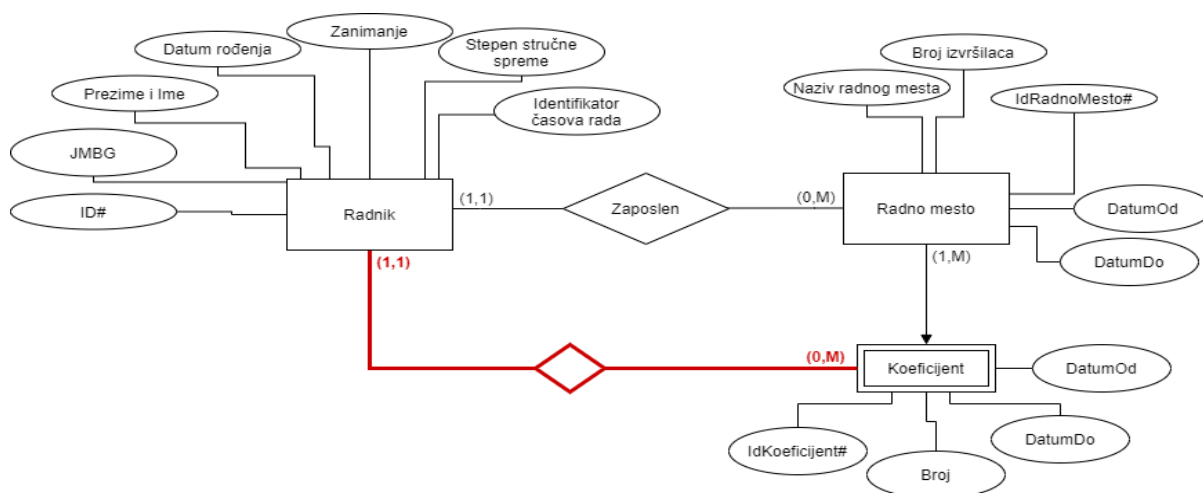 Zanimanje
Datum rođenja
Stepen stručne
spreme
Prezime i Ime
Identifikator
časova rada
JMBG
ID#
Radnik
(1,1)
Zaposlen
(0,M)
Broj izvršilaca
Naziv radnog mesta
IdRadnoMesto#
Radno mesto
DatumOd
DatumDo
(1,M)
(1,1)
(0,M)
Koeficijent
DatumOd
IdKoeficijent#
Broj
DatumDo